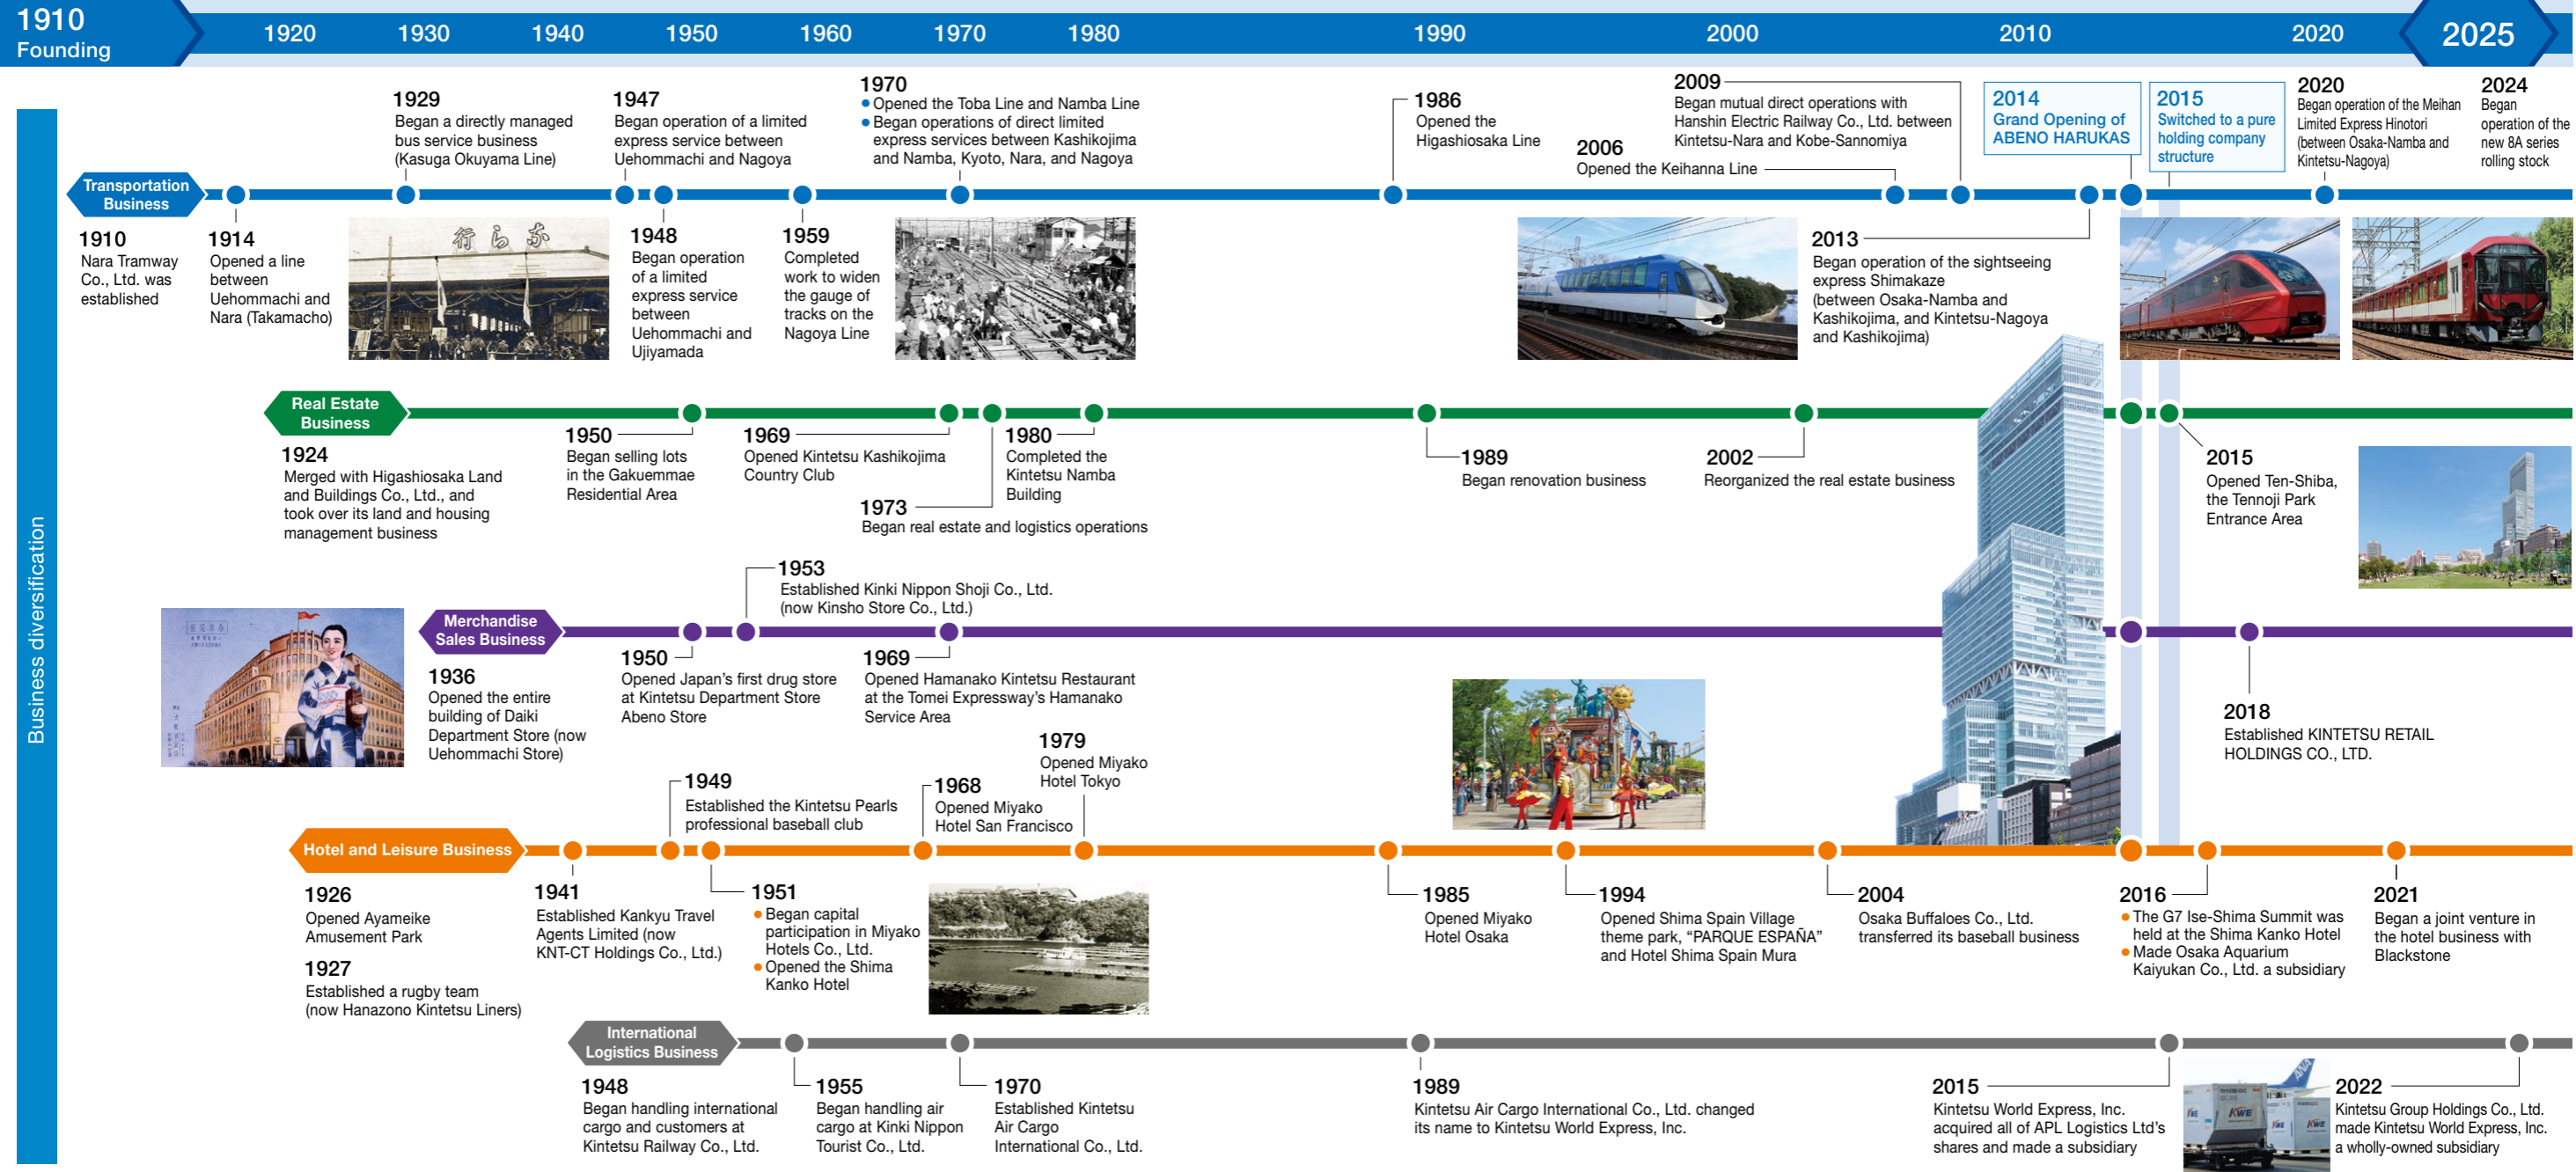 1910
Founding
1920
1930
1940
1950
1960
1970
1980
1990
2000
2010
2020
2025
Business diversification
Transportation
Business
1910
Nara Tramway
Co., Ltd. was
established
1914
Opened a line
between
Uehommachi and
Nara (Takamacho)
1929
Began a directly managed
bus service business
(Kasuga Okuyama Line)
1947
Began operation of a limited
express service between
Uehommachi and Nagoya
1948
Began operation
of a limited
express service
between
Uehommachi and
Ujiyamada
1959
Completed
work to widen
the gauge of
tracks on the
Nagoya Line
1970
● Opened the Toba Line and Namba Line
● Began operations of direct limited
express services between Kashikojima
and Namba, Kyoto, Nara, and Nagoya
1986
Opened the
Higashiosaka Line
2006
Opened the Keihanna Line
2009
Began mutual direct operations with
Hanshin Electric Railway Co., Ltd. between
Kintetsu-Nara and Kobe-Sannomiya
2013
Began operation of the sightseeing
express Shimakaze
(between Osaka-Namba and
Kashikojima, and Kintetsu-Nagoya
and Kashikojima)
2014
Grand Opening of
ABENO HARUKAS
2015
Switched to a pure
holding company
structure
2020
Began operation of the Meihan
Limited Express Hinotori
(between Osaka-Namba and
Kintetsu-Nagoya)
2024
Began
operation of the
new 8A series
rolling stock
行らな
Real Estate
Business
1924
Merged with Higashiosaka Land
and Buildings Co., Ltd., and
took over its land and housing
management business
1950
Began selling lots
in the Gakuemmae
Residential Area
1969
Opened Kintetsu Kashikojima
Country Club
1973
Began real estate and logistics operations
1980
Completed the
Kintetsu Namba
Building
1989
Began renovation business
2002
Reorganized the real estate business
2015
Opened Ten-Shiba,
the Tennoji Park
Entrance Area
Merchandise
Sales Business
1936
Opened the entire
building of Daiki
Department Store (now
Uehommachi Store)
1950
Opened Japan's first drug store
at Kintetsu Department Store
Abeno Store
1953
Established Kinki Nippon Shoji Co., Ltd.
(now Kinsho Store Co., Ltd.)
1969
Opened Hamanako Kintetsu Restaurant
at the Tomei Expressway's Hamanako
Service Area
2018
Established KINTETSU RETAIL
HOLDINGS CO., LTD.
Hotel and Leisure Business
1926
Opened Ayameike
Amusement Park
1927
Established a rugby team
(now Hanazono Kintetsu Liners)
1941
Established Kankyu Travel
Agents Limited (now
KNT-CT Holdings Co., Ltd.)
1949
Established the Kintetsu Pearls
professional baseball club
1951
● Began capital
participation in Miyako
Hotels Co., Ltd.
● Opened the Shima
Kanko Hotel
1968
Opened Miyako
Hotel San Francisco
1979
Opened Miyako
Hotel Tokyo
1985
Opened Miyako
Hotel Osaka
1994
Opened Shima Spain Village
theme park, “PARQUE ESPAÑA”
and Hotel Shima Spain Mura
2004
Osaka Buffaloes Co., Ltd.
transferred its baseball business
2016
● The G7 Ise-Shima Summit was
held at the Shima Kanko Hotel
● Made Osaka Aquarium
Kaiyukan Co., Ltd. a subsidiary
2021
Began a joint venture in
the hotel business with
Blackstone
International
Logistics Business
1948
Began handling international
cargo and customers at
Kintetsu Railway Co., Ltd.
1955
Began handling air
cargo at Kinki Nippon
Tourist Co., Ltd.
1970
Established Kintetsu
Air Cargo
International Co., Ltd.
1989
Kintetsu Air Cargo International Co., Ltd. changed
its name to Kintetsu World Express, Inc.
2015
Kintetsu World Express, Inc.
acquired all of APL Logistics Ltd's
shares and made a subsidiary
ANA
KWE
KWE
KWE
KWE
2022
Kintetsu Group Holdings Co., Ltd.
made Kintetsu World Express, Inc.
a wholly-owned subsidiary